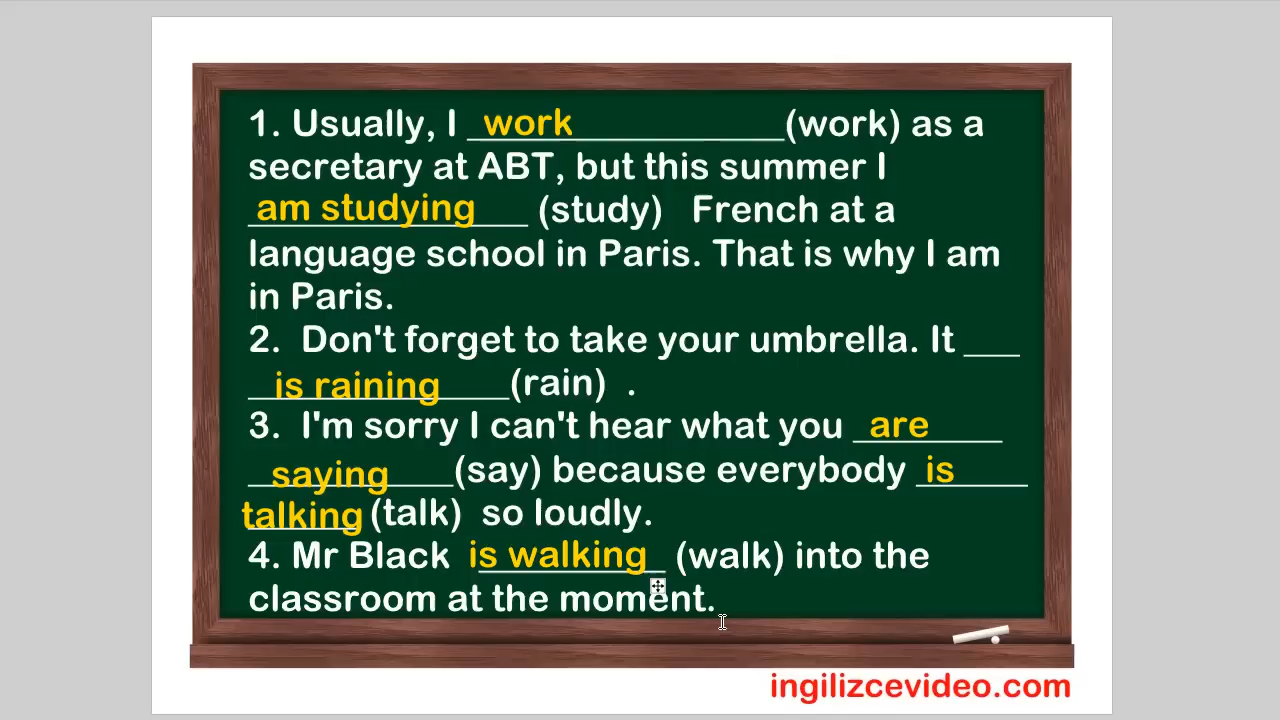 1. Usually, I work (work) as a
secretary at ABT, but this summer I
am studying (study) French at a
language school in Paris. That is why I am
in Paris.
2. Don't forget to take your umbrella. It ___
is raining (rain) .
3. I'm sorry I can't hear what you are
saying (say) because everybody is
talking (talk) so loudly.
4. Mr Black is walking (walk) into the
classroom at the moment.
ingilizcevideo.com